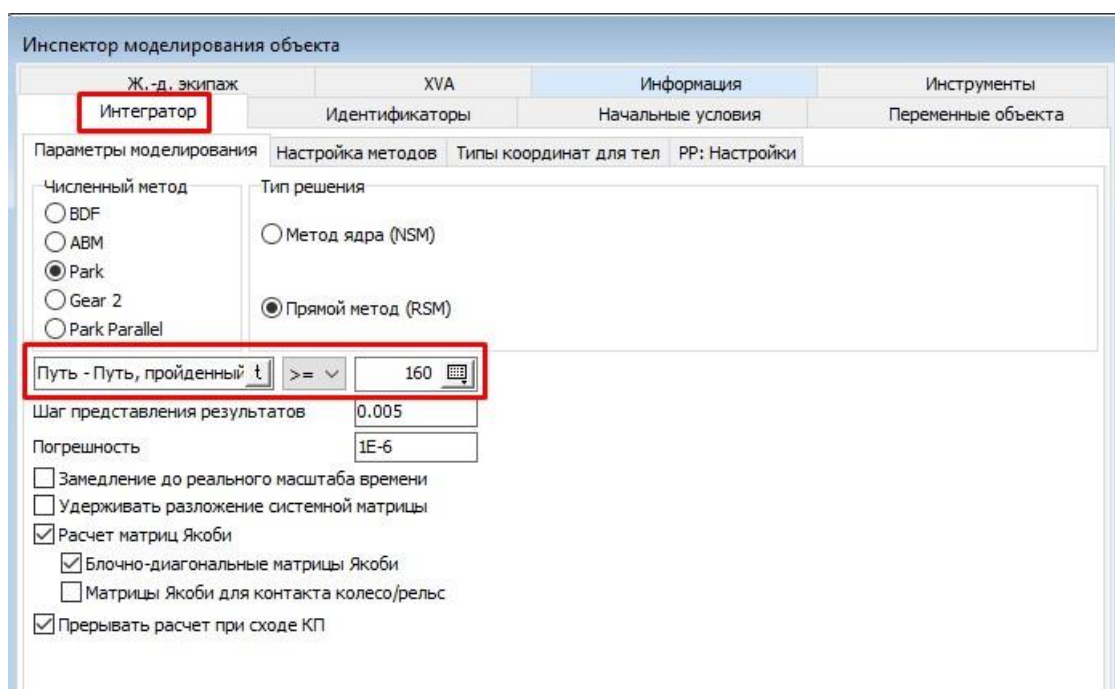 Инспектор моделирования объекта
Ж.-д. экипаж XVA Информация Инструменты
Интегратор Идентификаторы Начальные условия Переменные объекта
Параметры моделирования Настройка методов Типы координат для тел PP: Настройки
Численный метод Тип решения
BDF
ABM Метод ядра (NSM)
Park
Gear 2 Прямой метод (RSM)
Park Parallel
Путь - Путь, пройденный t >= 160
Шаг представления результатов 0.005
Погрешность 1E-6
Замедление до реального масштаба времени
Удерживать разложение системной матрицы
Расчет матриц Якоби
Блочно-диагональные матрицы Якоби
Матрицы Якоби для контакта колесо/рельс
Прерывать расчет при сходе КП